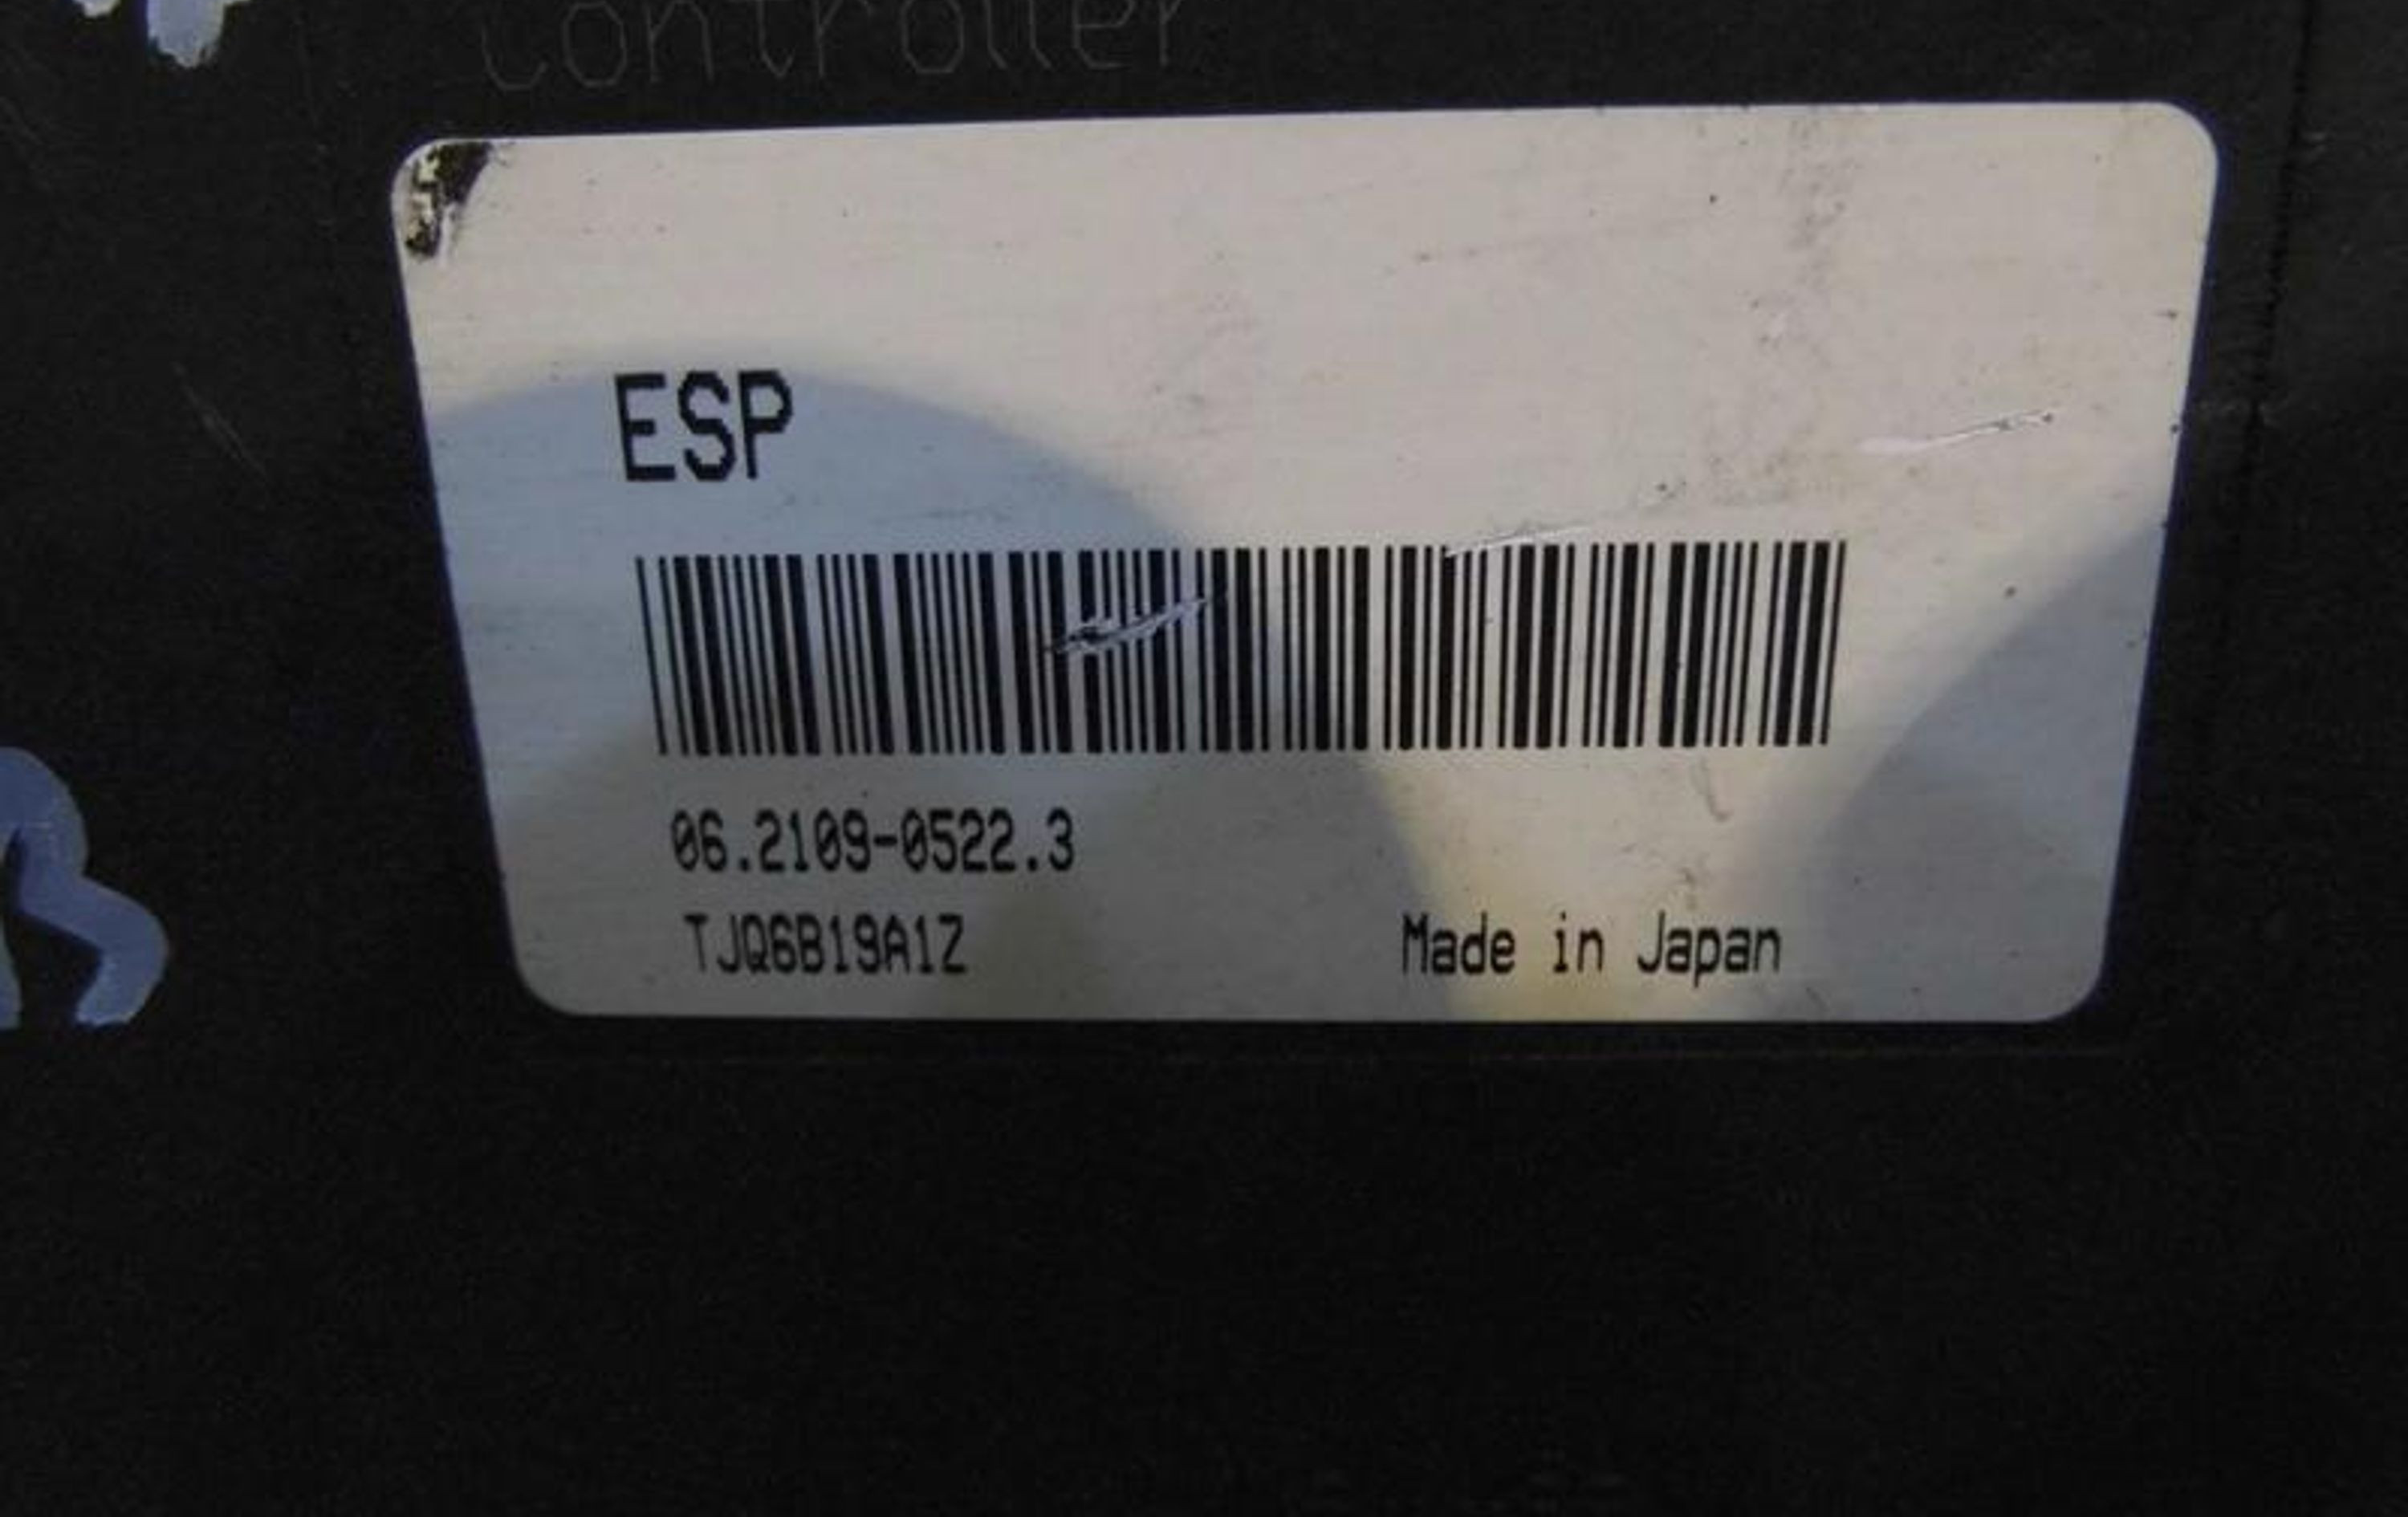 Controller
ESP
06.2109-0522.3
TJQ6B19A1Z
Made in Japan